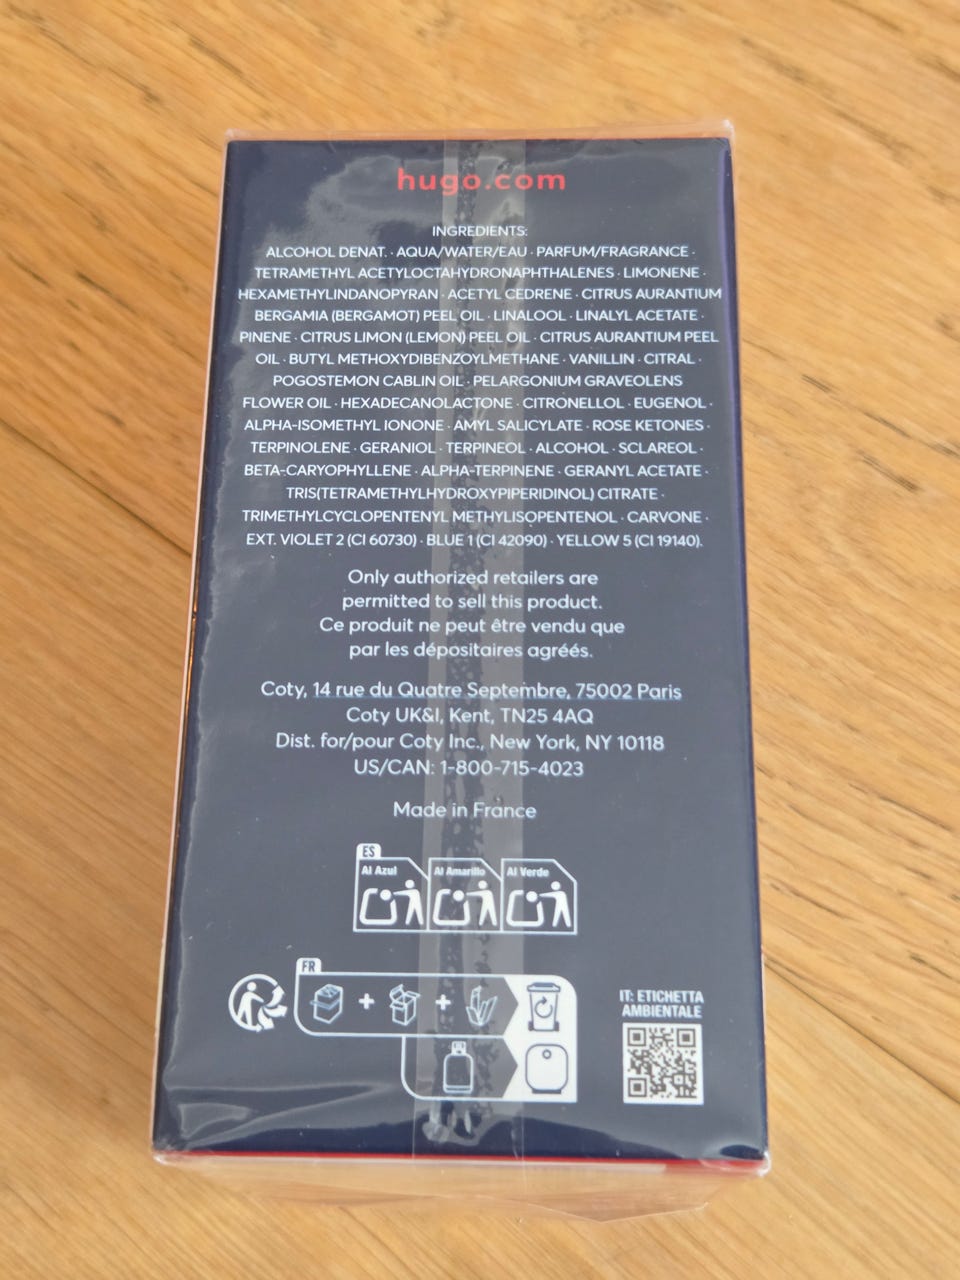 hugo.com
INGREDIENTS:
ALCOHOL DENAT. · AQUA/WATER/EAU · PARFUM/FRAGRANCE ·
TETRAMETHYL ACETYLOCTAHYDRONAPHTHALENES · LIMONENE ·
HEXAMETHYLINDANOPYRAN · ACETYL CEDRENE · CITRUS AURANTIUM
BERGAMIA (BERGAMOT) PEEL OIL · LINALOOL · LINALYL ACETATE ·
PINENE · CITRUS LIMON (LEMON) PEEL OIL · CITRUS AURANTIUM PEEL
OIL · BUTYL METHOXYDIBENZOYLMETHANE · VANILLIN · CITRAL ·
POGOSTEMON CABLIN OIL · PELARGONIUM GRAVEOLENS
FLOWER OIL · HEXADECANOLACTONE · CITRONELLOL · EUGENOL ·
ALPHA-ISOMETHYL IONONE · AMYL SALICYLATE · ROSE KETONES ·
TERPINOLENE · GERANIOL · TERPINEOL · ALCOHOL · SCLAREOL ·
BETA-CARYOPHYLLENE · ALPHA-TERPINENE · GERANYL ACETATE ·
TRIS(TETRAMETHYLHYDROXYPIPERIDINOL) CITRATE ·
TRIMETHYLCYCLOPENTENYL METHYLISOPENTENOL · CARVONE ·
EXT. VIOLET 2 (CI 60730) · BLUE 1 (CI 42090) · YELLOW 5 (CI 19140).
Only authorized retailers are
permitted to sell this product.
Ce produit ne peut être vendu que
par les dépositaires agréés.
Coty, 14 rue du Quatre Septembre, 75002 Paris
Coty UK&I, Kent, TN25 4AQ
Dist. for/pour Coty Inc., New York, NY 10118
US/CAN: 1-800-715-4023
Made in France
ES
Al Azul Al Amarillo Al Verde
FR
+ +
IT: ETICHETTA
AMBIENTALE